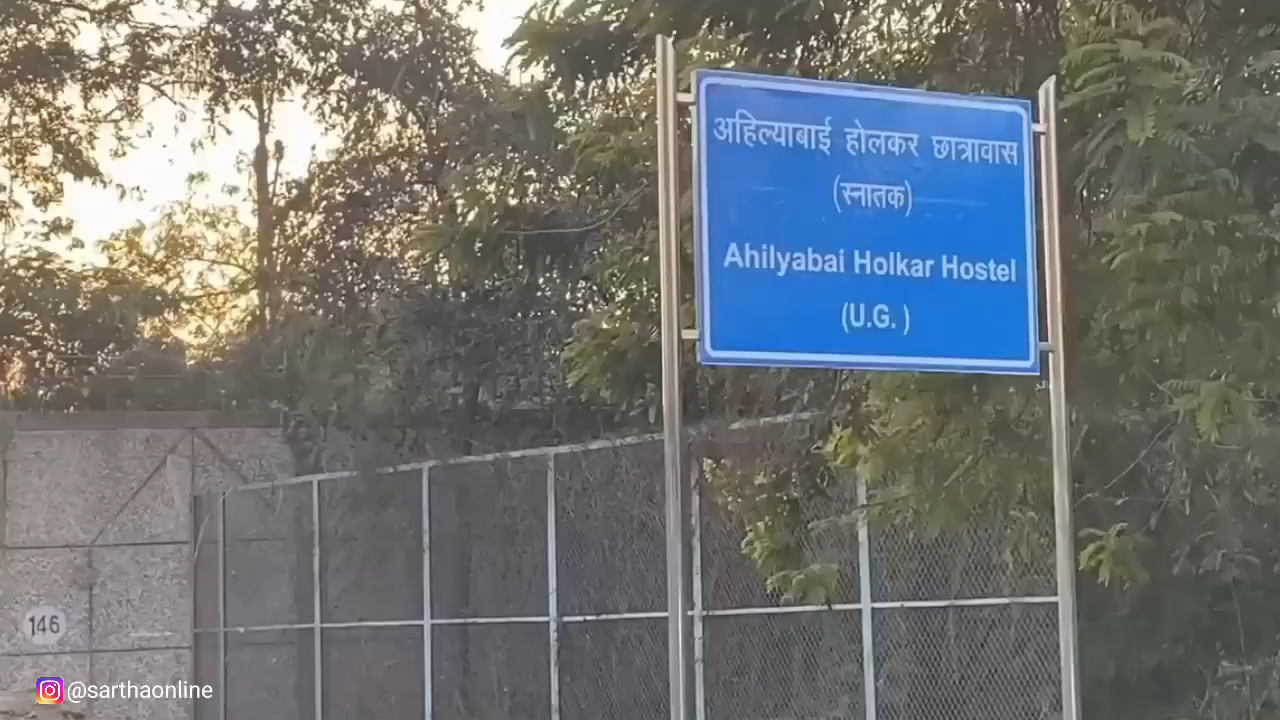 अहिल्याबाई होलकर छात्रावास
(स्नातक)
Ahilyabai Holkar Hostel
(U.G. )
146
@sarthaonline